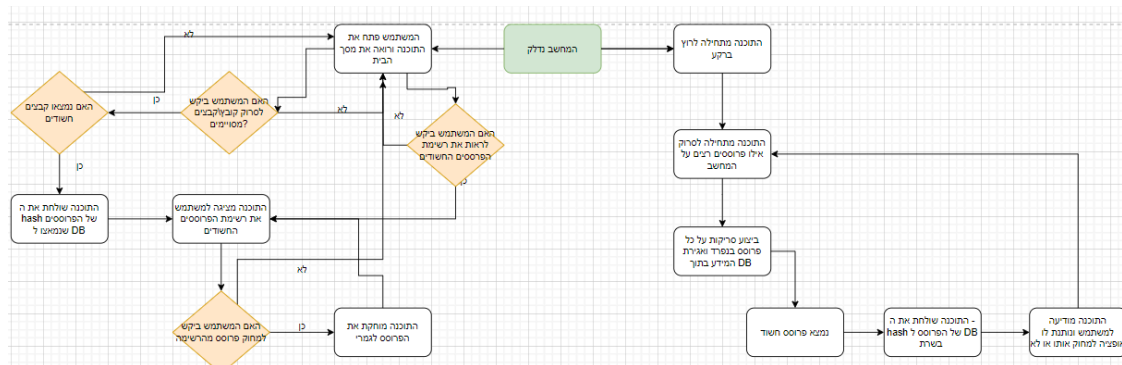 המשתמש פתח את
התוכנה ורואה את מסך
הבית
המחשב נדלק
התוכנה מתחילה לרוץ
ברקע
לא
האם נמצאו קבצים
חשודים
כן
האם המשתמש ביקש
לסרוק קובץ\קבצים
מסויימים?
לא
לא
האם המשתמש ביקש
לראות את רשימת
הפרססים החשודים
התוכנה מתחילה לסרוק
אילו פרוססים רצים על
המחשב
כן
כן
התוכנה שולחת את ה
hash של הפרוססים
שנמאצו ל DB
התוכנה מציגה למשתמש
את רשימת הפרוססים
החשודים
ביצוע סריקות על כל
פרוסס בנפרד ואגירת
המידע בתוך DB
לא
האם המשתמש ביקש
למחוק פרוסס מהרשימה
כן
התוכנה מוחקת את
הפרוסס לגמרי
נמצא פרוסס חשוד
התוכנה שולחת את ה -
hash של הפרוסס ל DB
בשרת
התוכנה מודיעה
למשתמש ונותנת לו
אופציה למחוק אותו או לא